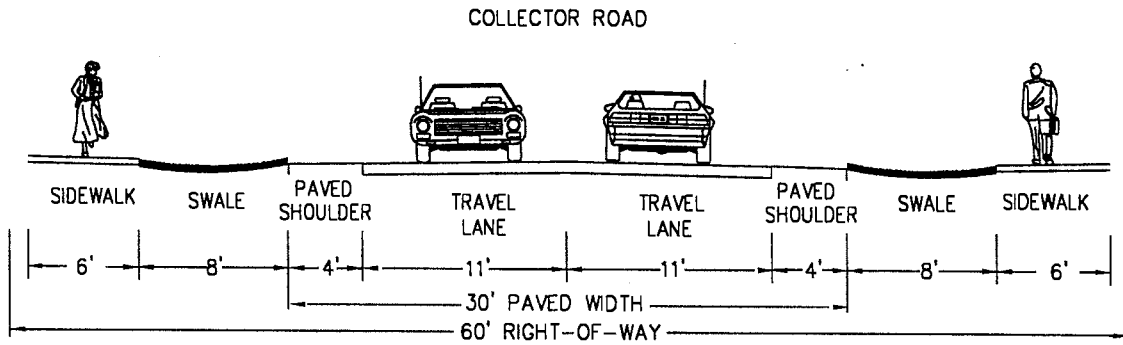 COLLECTOR ROAD
SIDEWALK SWALE PAVED SHOULDER TRAVEL LANE TRAVEL LANE PAVED SHOULDER SWALE SIDEWALK
6' 8' 4' 11' 11' 4' 8' 6'
30' PAVED WIDTH
60' RIGHT-OF-WAY